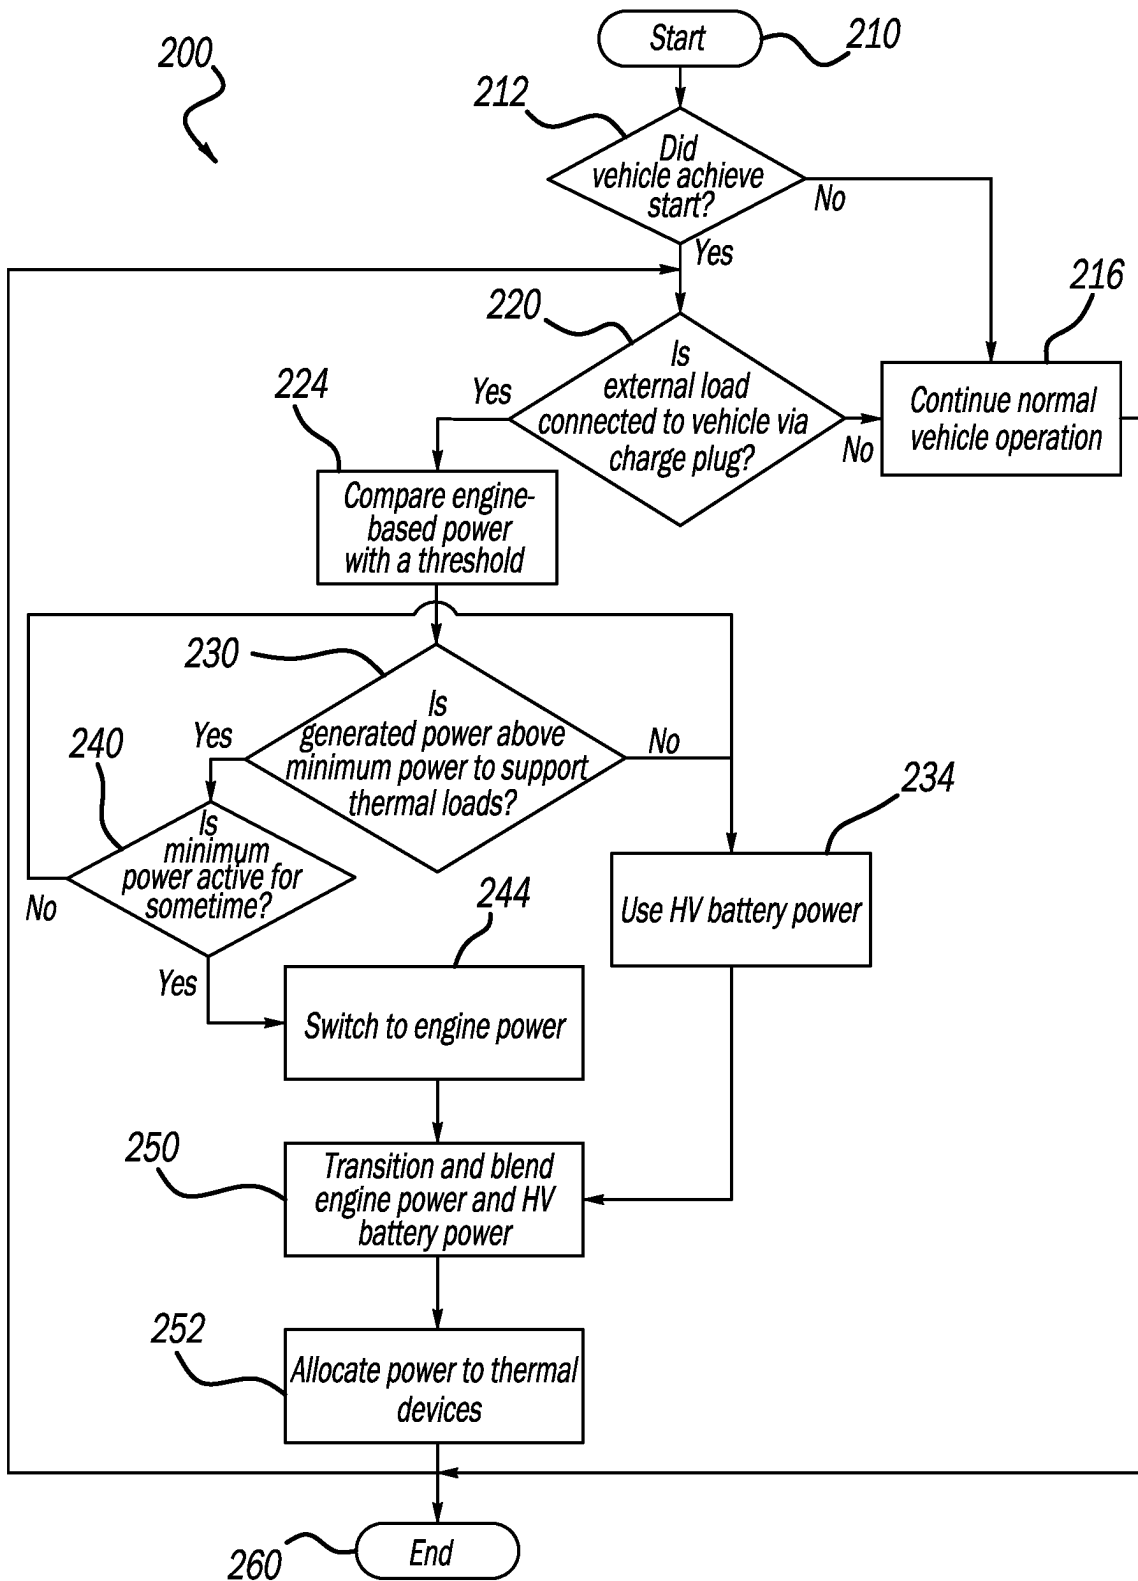 200
Start
210
212
Did
vehicle achieve
start?
No
Yes
216
220
Is
external load
connected to vehicle via
charge plug?
Yes
No
Continue normal
vehicle operation
224
Compare engine-
based power
with a threshold
230
Is
generated power above
minimum power to support
thermal loads?
Yes
No
240
Is
minimum
power active for
sometime?
No
Yes
234
Use HV battery power
244
Switch to engine power
250
Transition and blend
engine power and HV
battery power
252
Allocate power to thermal
devices
260
End